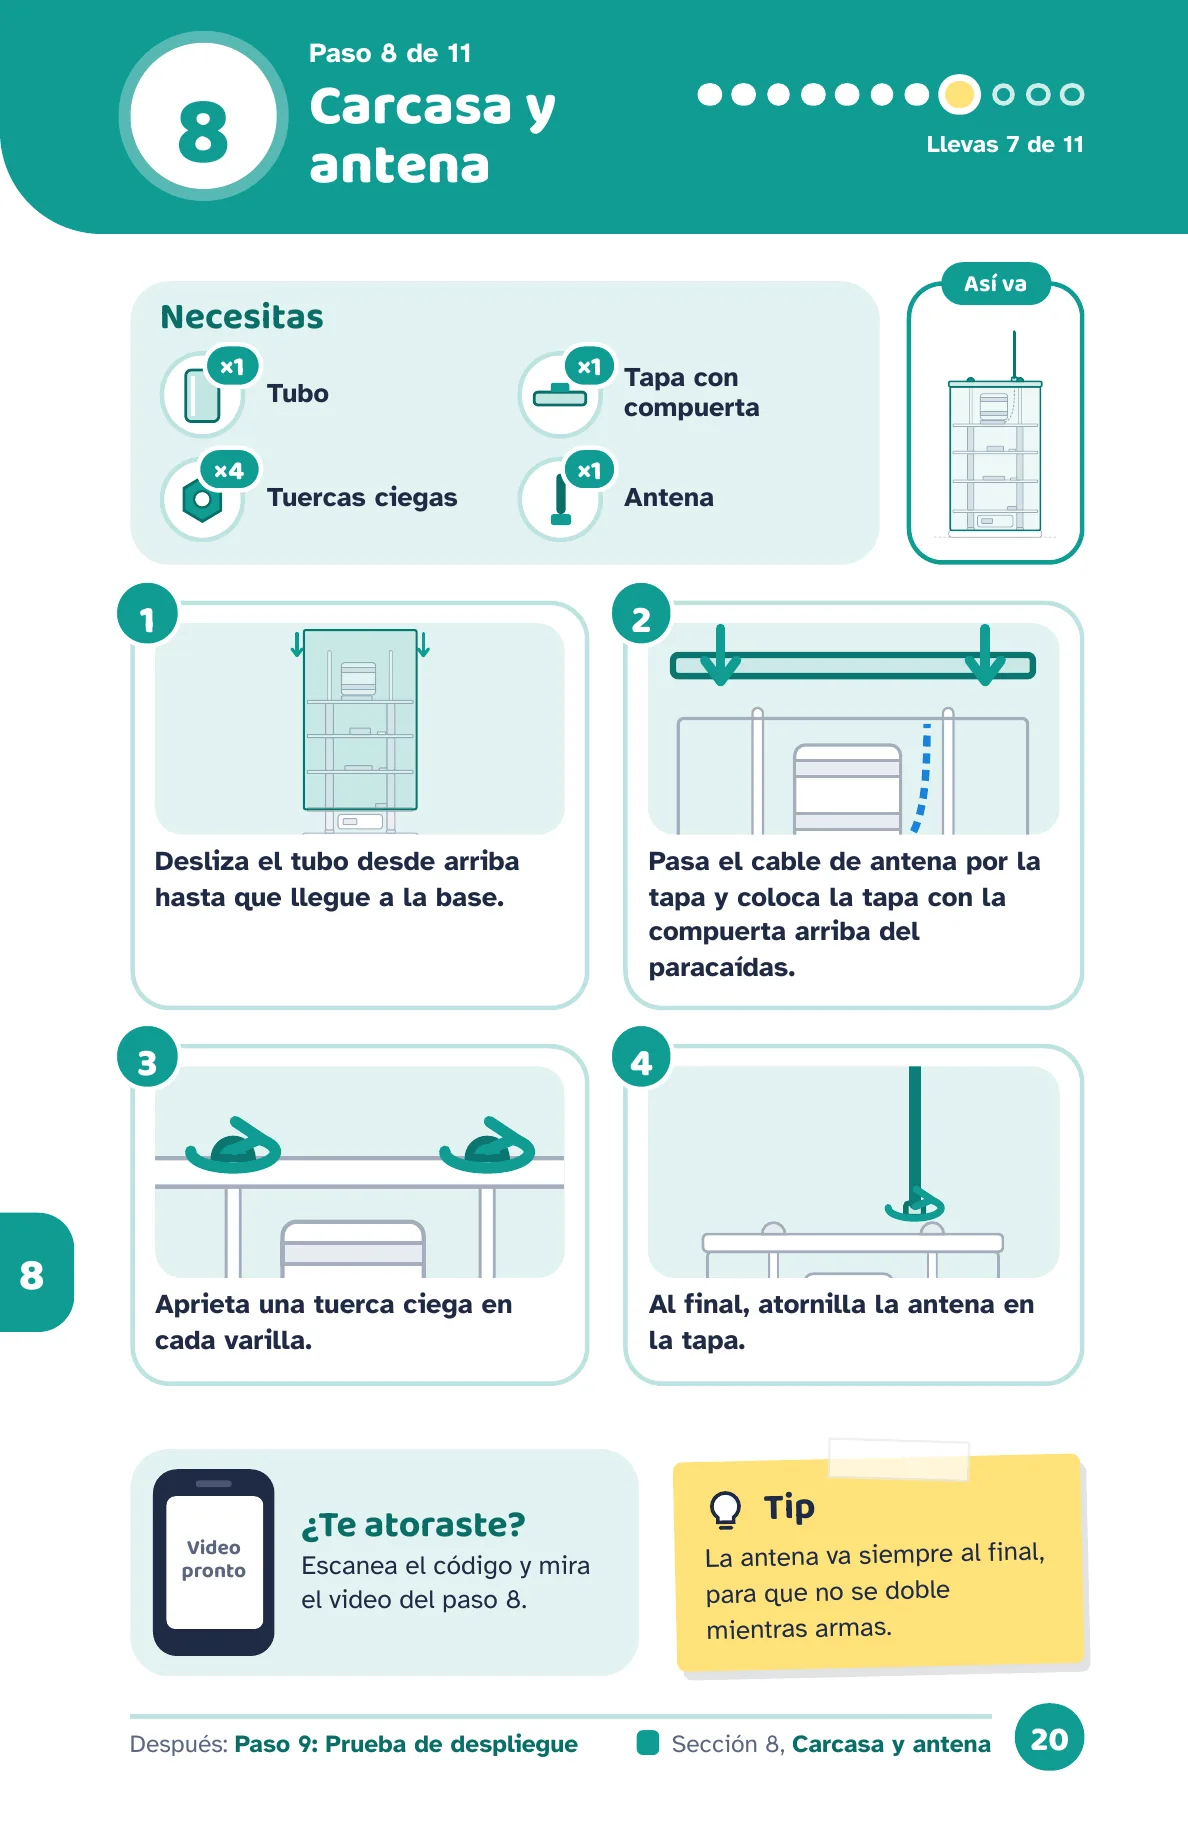 8
Paso 8 de 11
Carcasa y
antena
Llevas 7 de 11
Necesitas
×1
Tubo
×1
Tapa con
compuerta
×4
Tuercas ciegas
×1
Antena
Así va
1
Desliza el tubo desde arriba
hasta que llegue a la base.
2
Pasa el cable de antena por la
tapa y coloca la tapa con la
compuerta arriba del
paracaídas.
3
Aprieta una tuerca ciega en
cada varilla.
4
Al final, atornilla la antena en
la tapa.
8
Video
pronto
¿Te atoraste?
Escanea el código y mira
el video del paso 8.
Tip
La antena va siempre al final,
para que no se doble
mientras armas.
Después: Paso 9: Prueba de despliegue
Sección 8, Carcasa y antena
20